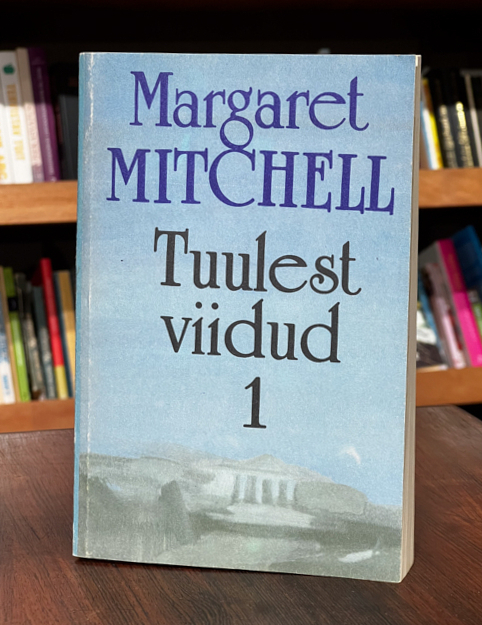 Margaret
MITCHELL
Tuulest
viidud
1